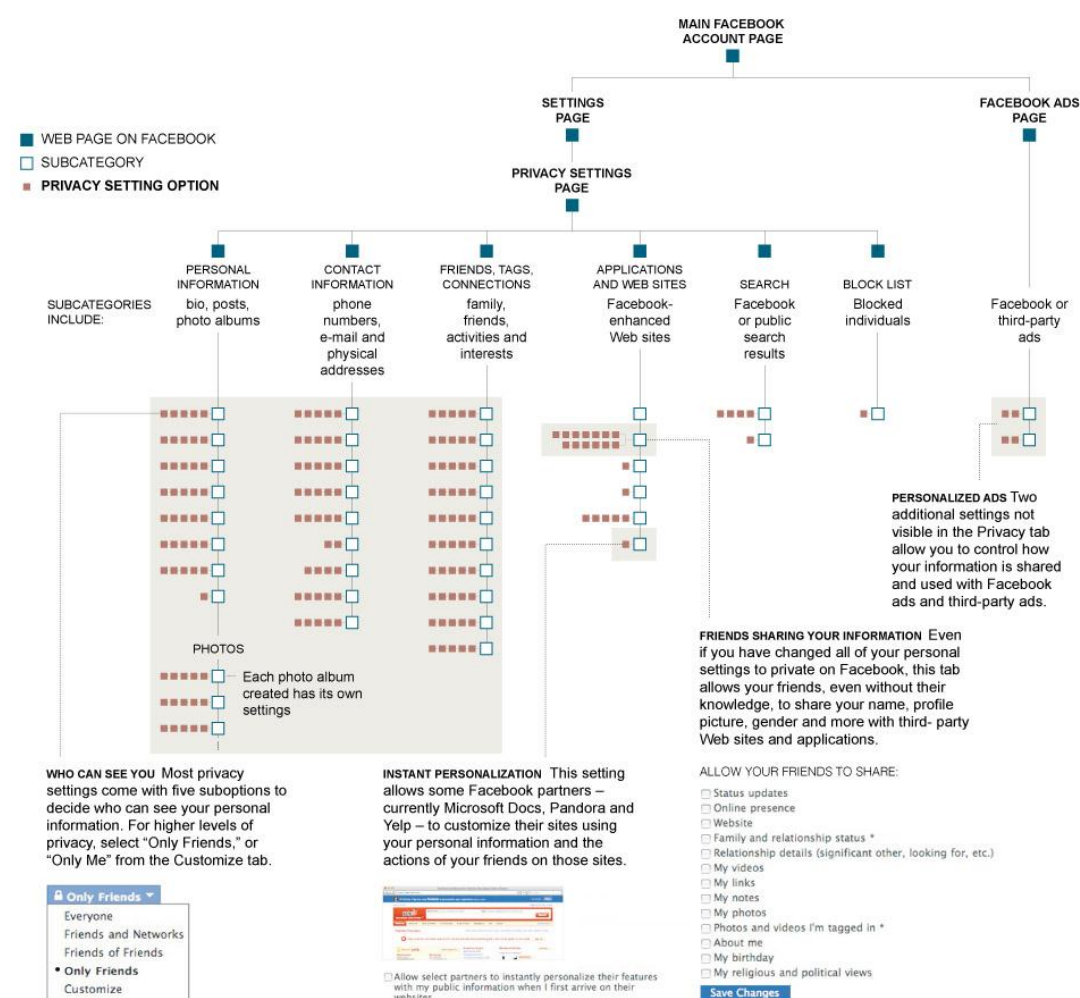 MAIN FACEBOOK
ACCOUNT PAGE
SETTINGS
PAGE
FACEBOOK ADS
PAGE
WEB PAGE ON FACEBOOK
SUBCATEGORY
PRIVACY SETTING OPTION
PRIVACY SETTINGS
PAGE
SUBCATEGORIES
INCLUDE:
PERSONAL
INFORMATION
bio, posts,
photo albums
CONTACT
INFORMATION
phone
numbers,
e-mail and
physical
addresses
FRIENDS, TAGS,
CONNECTIONS
family,
friends,
activities and
interests
APPLICATIONS
AND WEB SITES
Facebook-
enhanced
Web sites
SEARCH
Facebook
or public
search
results
BLOCK LIST
Blocked
individuals
Facebook or
third-party
ads
PHOTOS
Each photo album
created has its own
settings
PERSONALIZED ADS Two
additional settings not
visible in the Privacy tab
allow you to control how
your information is shared
and used with Facebook
ads and third-party ads.
FRIENDS SHARING YOUR INFORMATION Even
if you have changed all of your personal
settings to private on Facebook, this tab
allows your friends, even without their
knowledge, to share your name, profile
picture, gender and more with third- party
Web sites and applications.
WHO CAN SEE YOU Most privacy
settings come with five suboptions to
decide who can see your personal
information. For higher levels of
privacy, select “Only Friends,” or
“Only Me” from the Customize tab.
Only Friends
Everyone
Friends and Networks
Friends of Friends
• Only Friends
Customize
INSTANT PERSONALIZATION This setting
allows some Facebook partners –
currently Microsoft Docs, Pandora and
Yelp – to customize their sites using
your personal information and the
actions of your friends on those sites.
Allow select partners to instantly personalize their features
with my public information when I first arrive on their
websites
ALLOW YOUR FRIENDS TO SHARE:
Status updates
Online presence
Website
Family and relationship status *
Relationship details (significant other, looking for, etc.)
My videos
My links
My notes
My photos
Photos and videos I'm tagged in *
About me
My birthday
My religious and political views
Save Changes